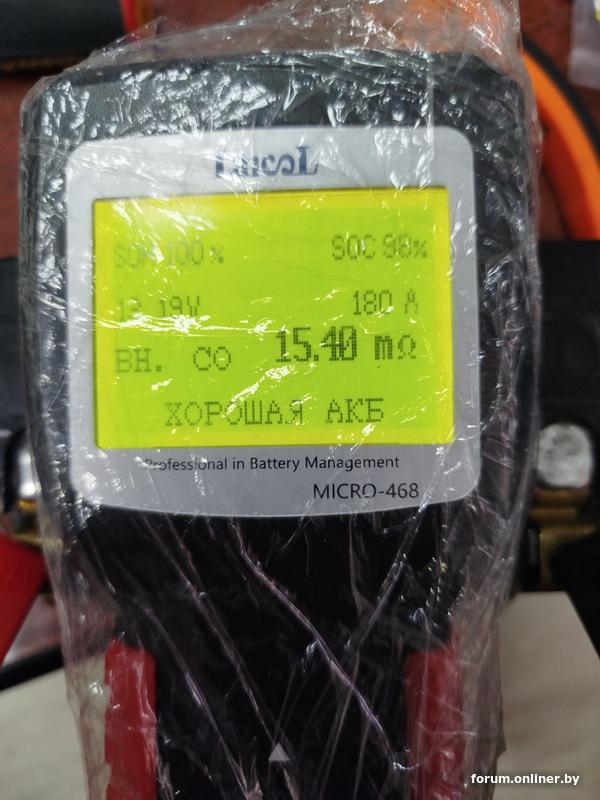 SOH 100% SOC 98%
180 A
ВН. СО 15.40 mΩ
ХОРОШАЯ АКБ
Professional in Battery Management
MICRO-468
forum.onliner.by